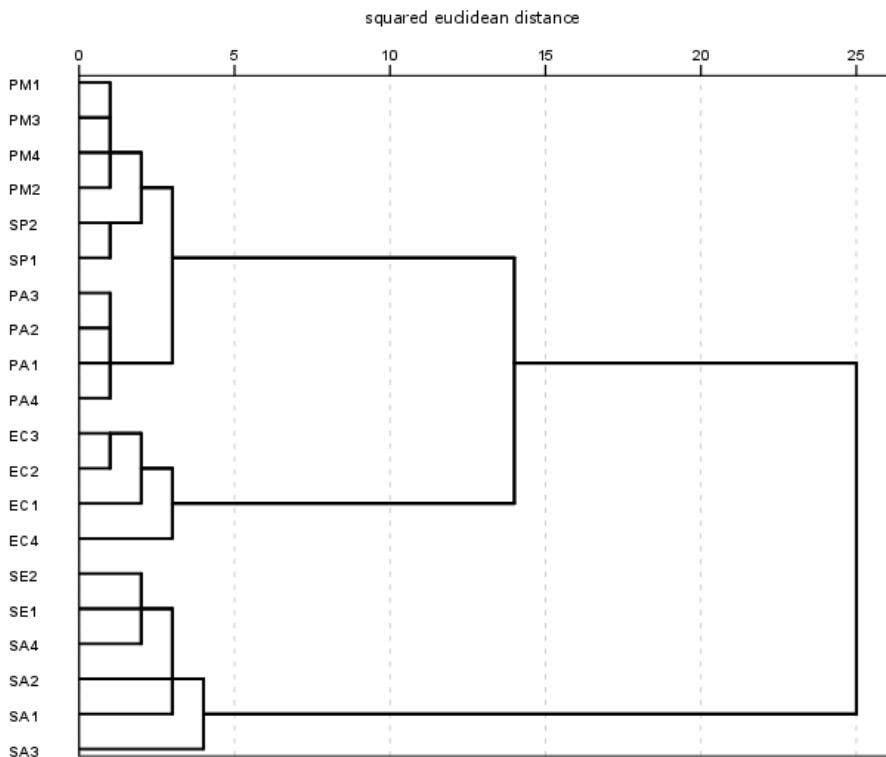 squared euclidean distance
0 5 10 15 20 25
PM1
PM3
PM4
PM2
SP2
SP1
PA3
PA2
PA1
PA4
EC3
EC2
EC1
EC4
SE2
SE1
SA4
SA2
SA1
SA3